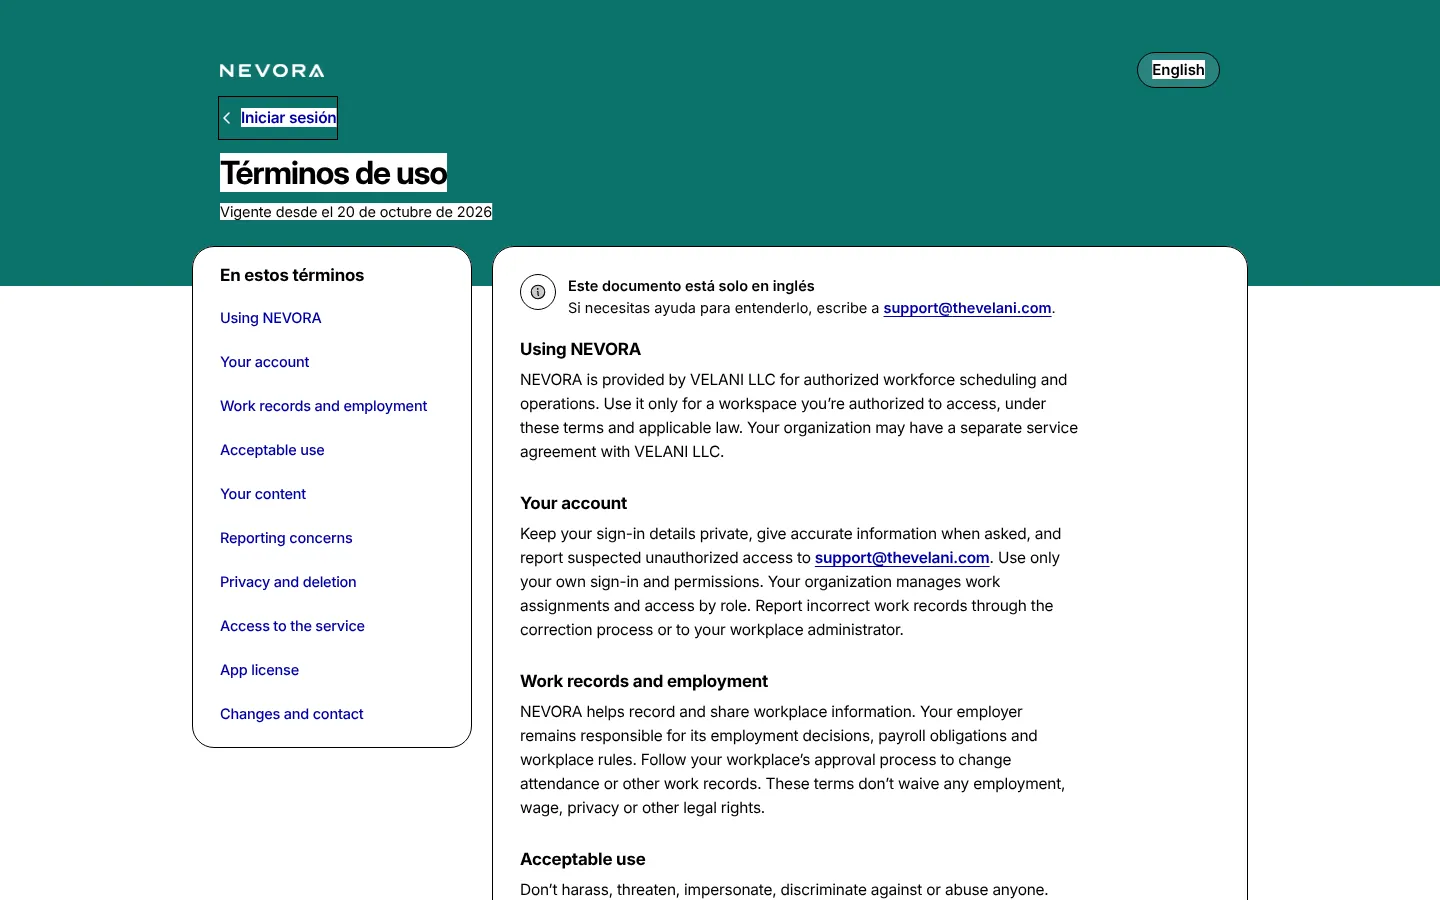 NEVORA
English
Iniciar sesión
Términos de uso
Vigente desde el 20 de octubre de 2026
En estos términos
Using NEVORA
Your account
Work records and employment
Acceptable use
Your content
Reporting concerns
Privacy and deletion
Access to the service
App license
Changes and contact
Este documento está solo en inglés
Si necesitas ayuda para entenderlo, escribe a support@thevelani.com.
Using NEVORA
NEVORA is provided by VELANI LLC for authorized workforce scheduling and
operations. Use it only for a workspace you’re authorized to access, under
these terms and applicable law. Your organization may have a separate service
agreement with VELANI LLC.
Your account
Keep your sign-in details private, give accurate information when asked, and
report suspected unauthorized access to support@thevelani.com. Use only
your own sign-in and permissions. Your organization manages work
assignments and access by role. Report incorrect work records through the
correction process or to your workplace administrator.
Work records and employment
NEVORA helps record and share workplace information. Your employer
remains responsible for its employment decisions, payroll obligations and
workplace rules. Follow your workplace’s approval process to change
attendance or other work records. These terms don’t waive any employment,
wage, privacy or other legal rights.
Acceptable use
Don’t harass, threaten, impersonate, discriminate against or abuse anyone.